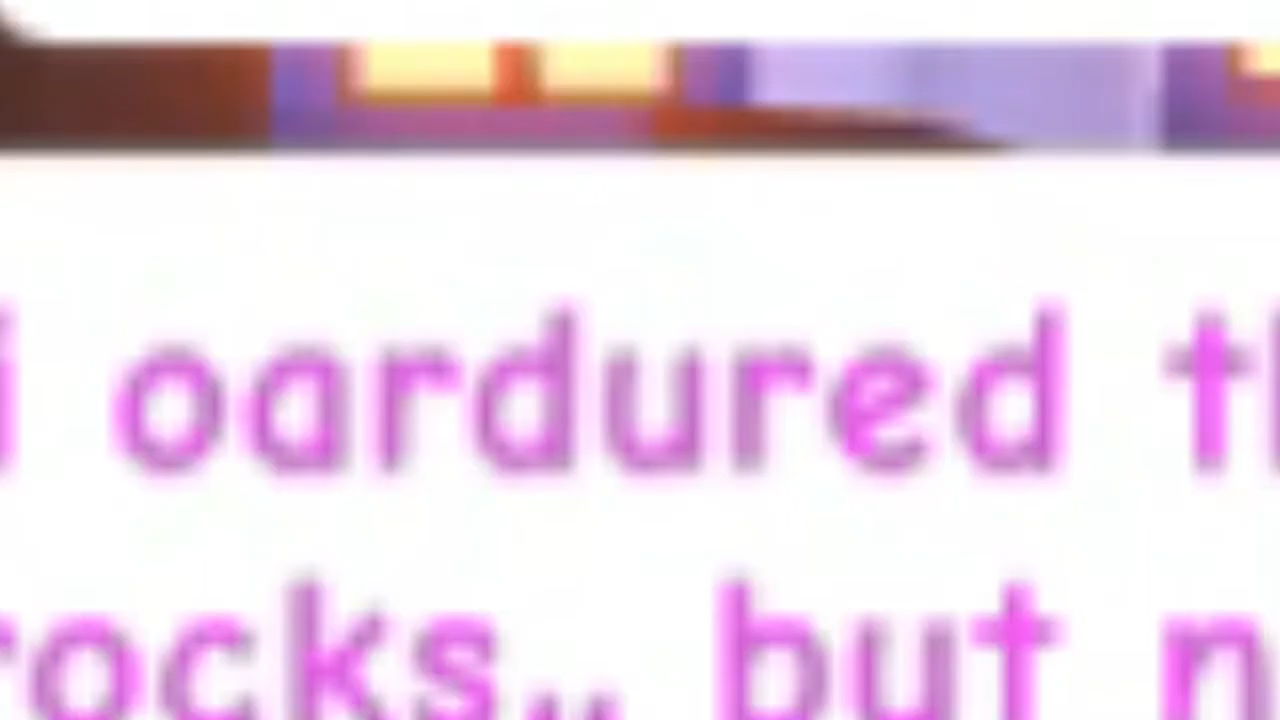 i oardured t
rocks,, but n